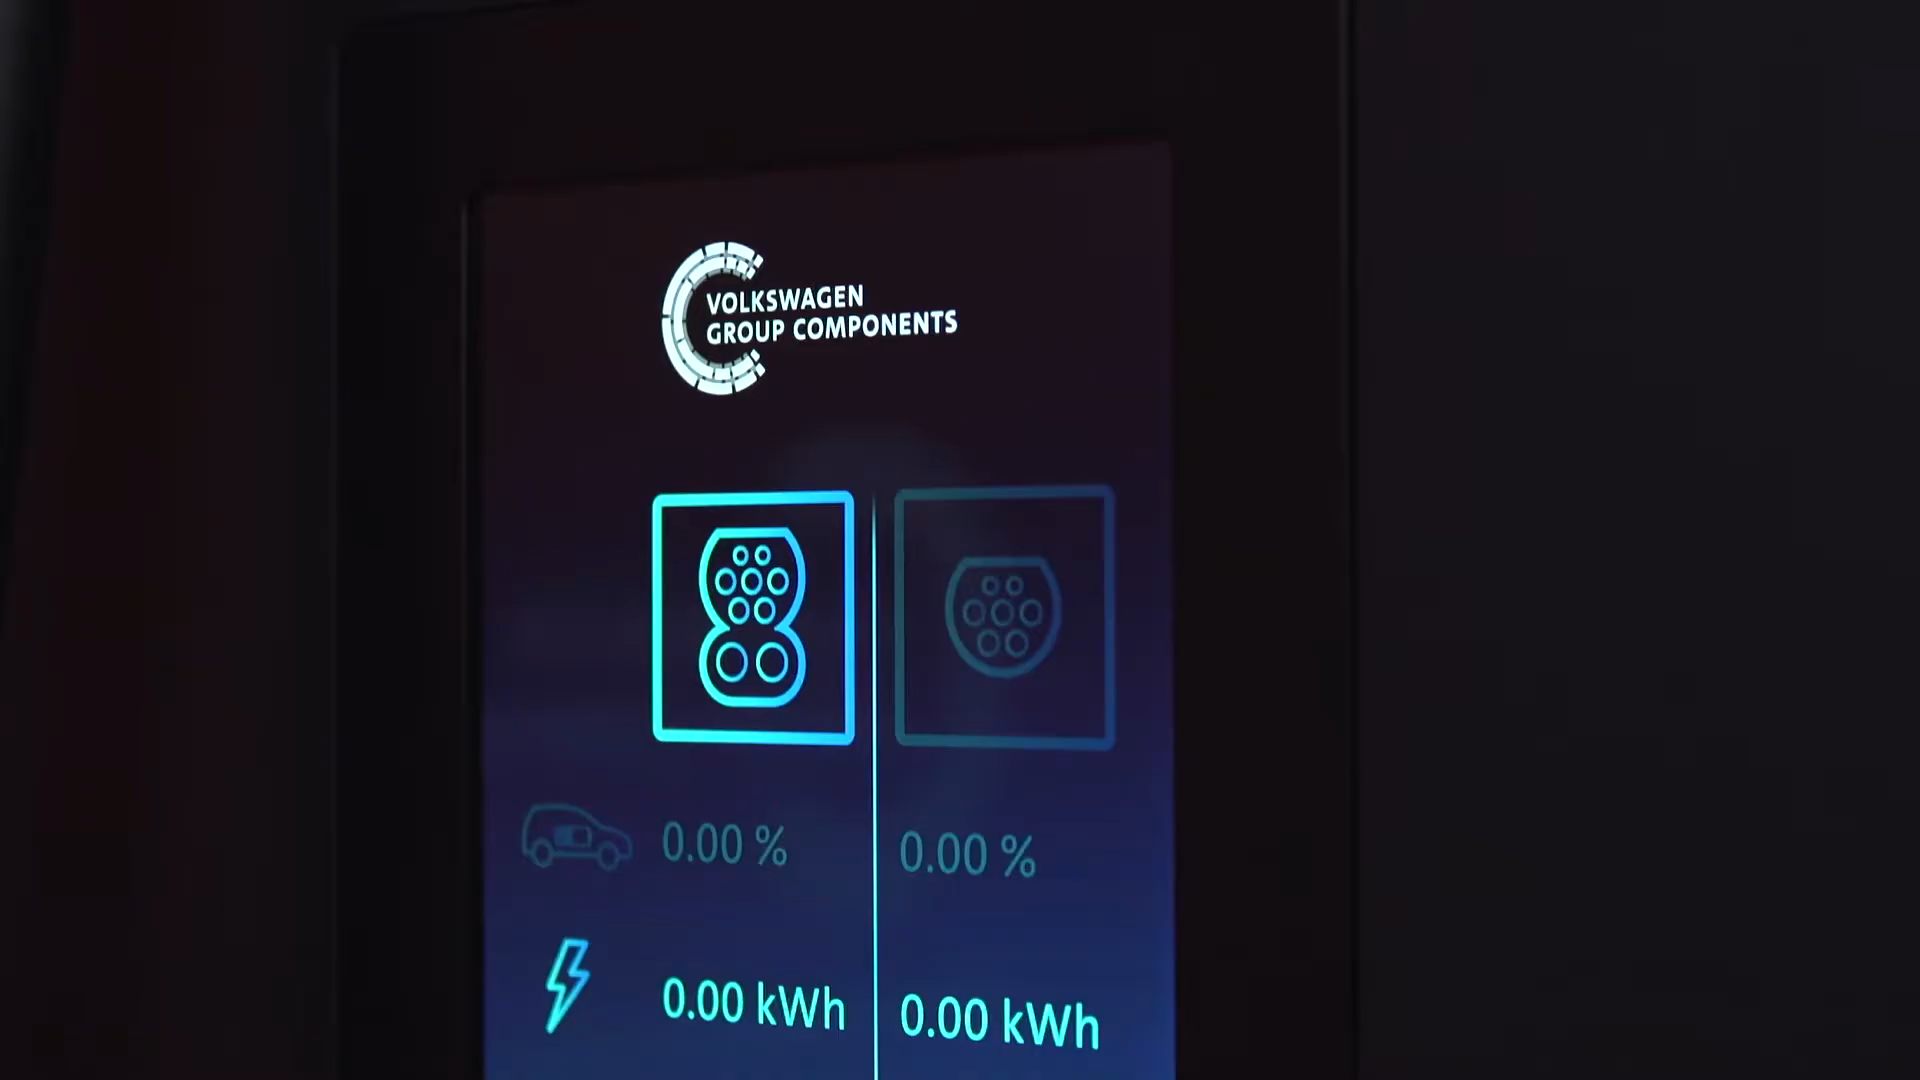 VOLKSWAGEN
GROUP COMPONENTS
0.00 % 0.00 %
0.00 kWh 0.00 kWh